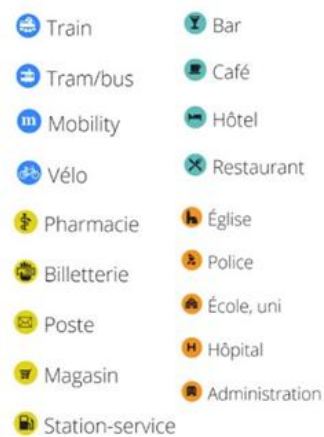 Train
Tram/bus
m Mobility
Vélo
Pharmacie
Billetterie
Poste
Magasin
Station-service
Bar
Café
Hôtel
Restaurant
Église
Police
École, uni
H Hôpital
Administration